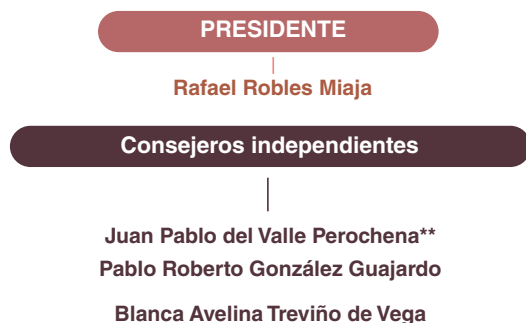 PRESIDENTE
Rafael Robles Miaja
Consejeros independientes
Juan Pablo del Valle Perochena**
Pablo Roberto González Guajardo
Blanca Avelina Treviño de Vega